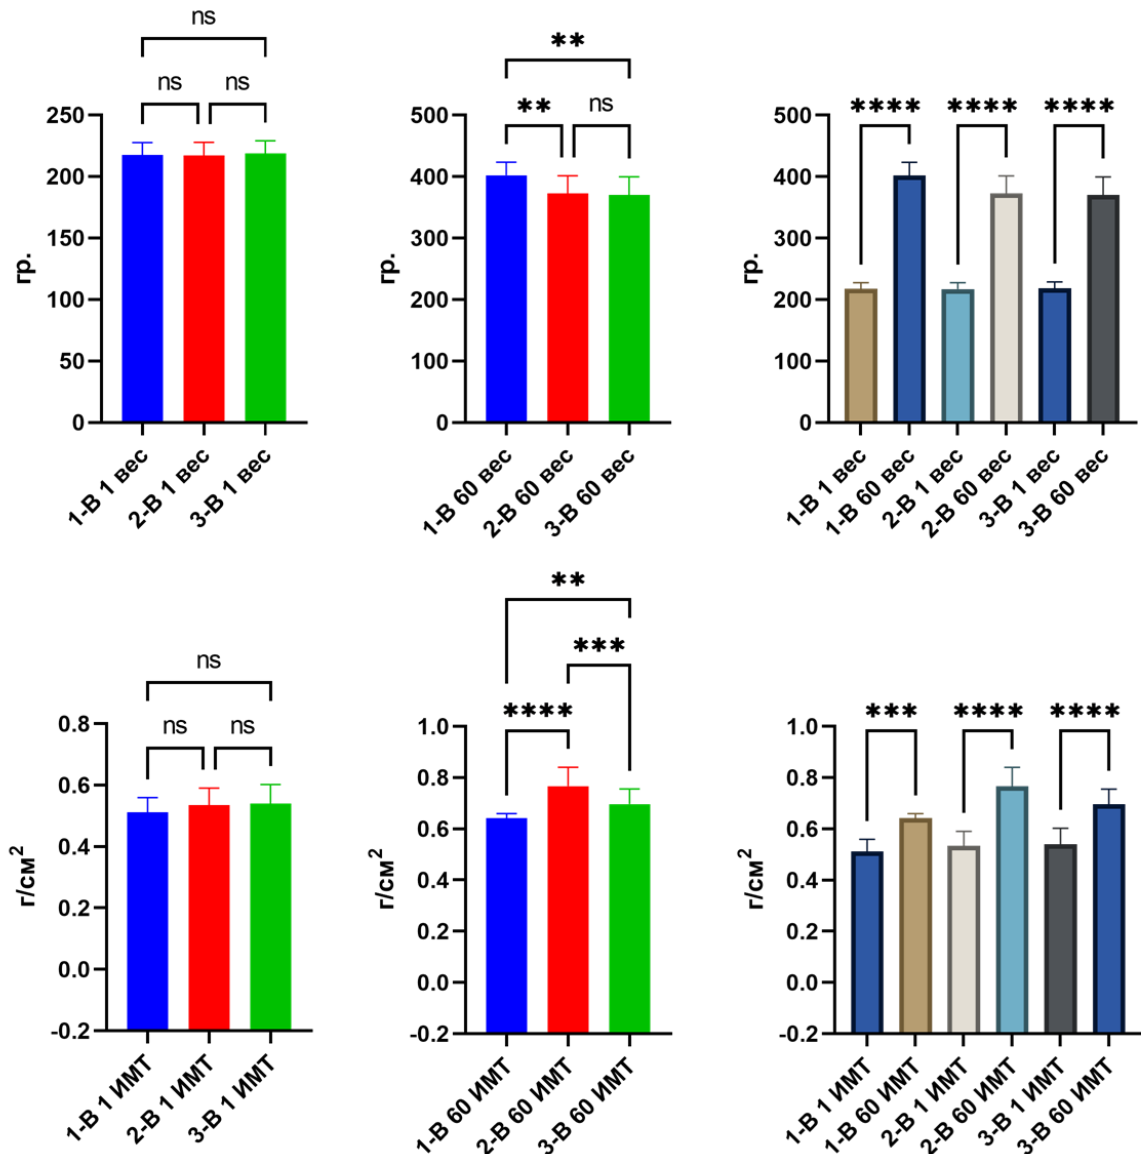 ns
ns ns
250
200
150
100
50
0
гр.
1-В 1 вес
2-В 1 вес
3-В 1 вес
**
** ns
500
400
300
200
100
0
гр.
1-В 60 вес
2-В 60 вес
3-В 60 вес
**** **** ****
500
400
300
200
100
0
гр.
1-В 1 вес
1-В 60 вес
2-В 1 вес
2-В 60 вес
3-В 1 вес
3-В 60 вес
ns
ns ns
0.8
0.6
0.4
0.2
0.0
-0.2
г/см²
1-В 1 ИМТ
2-В 1 ИМТ
3-В 1 ИМТ
**
***
****
1.0
0.8
0.6
0.4
0.2
0.0
-0.2
г/см²
1-В 60 ИМТ
2-В 60 ИМТ
3-В 60 ИМТ
*** **** ****
1.0
0.8
0.6
0.4
0.2
0.0
-0.2
г/см²
1-В 1 ИМТ
1-В 60 ИМТ
2-В 1 ИМТ
2-В 60 ИМТ
3-В 1 ИМТ
3-В 60 ИМТ